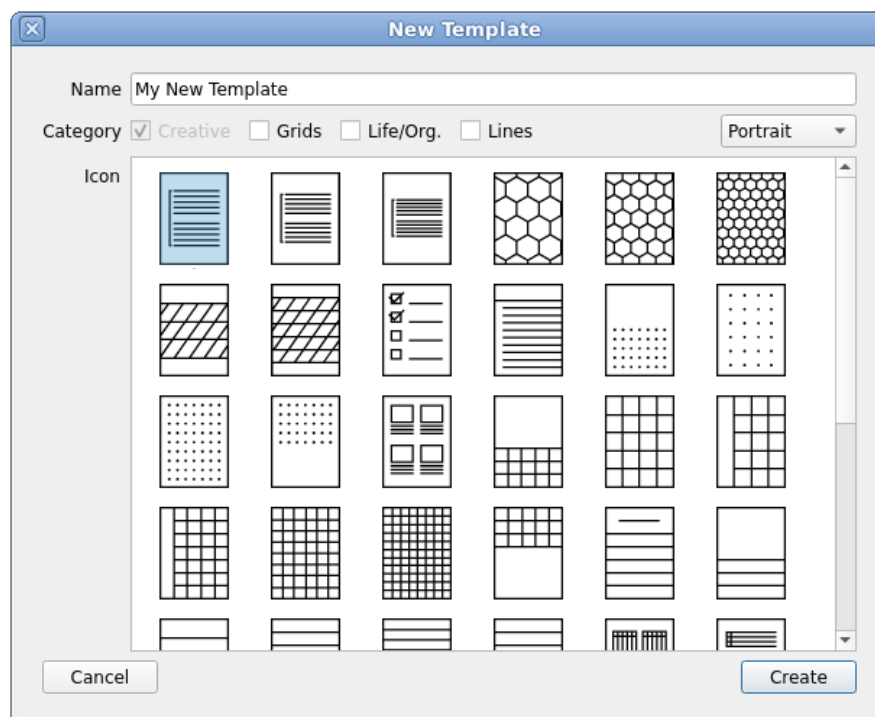 New Template
Name My New Template
Category Creative Grids Life/Org. Lines Portrait
Icon
Cancel Create